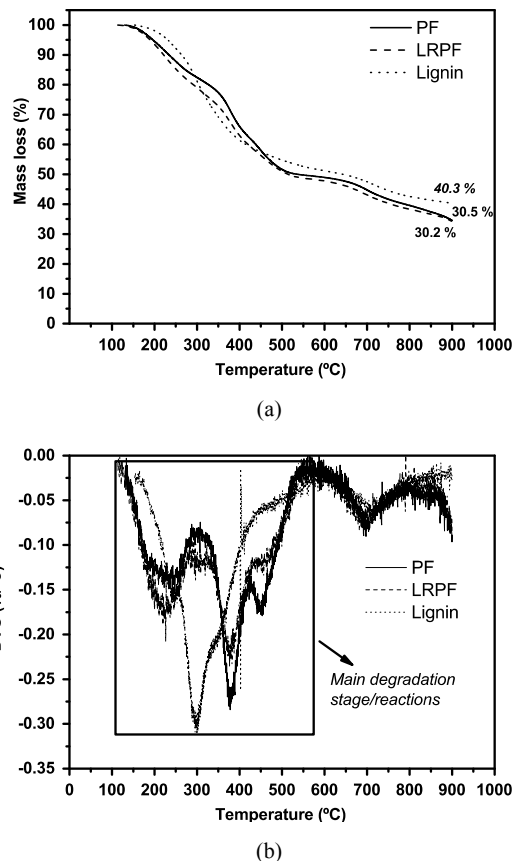 100
90
80
70
60
50
40
30
20
10
0
Mass loss (%)
PF
LRPF
Lignin
40.3 %
30.5 %
30.2 %
0 100 200 300 400 500 600 700 800 900 1000
Temperature (ºC)
(a)
0.00
-0.05
-0.10
-0.15
-0.20
-0.25
-0.30
-0.35
PF
LRPF
Lignin
Main degradation
stage/reactions
0 100 200 300 400 500 600 700 800 900 1000
Temperature (ºC)
(b)